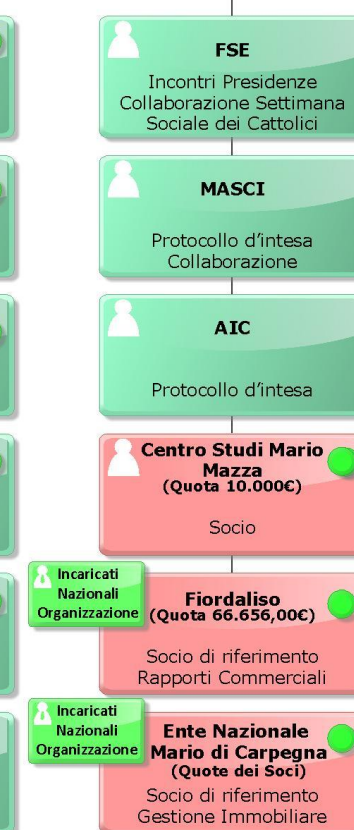 FSE
Incontri Presidenze
Collaborazione Settimana
Sociale dei Cattolici
MASCI
Protocollo d'intesa
Collaborazione
AIC
Protocollo d'intesa
Centro Studi Mario
Mazza
(Quota 10.000€)
Socio
Incaricati
Nazionali
Organizzazione
Fiordaliso
(Quota 66.656,00€)
Socio di riferimento
Rapporti Commerciali
Incaricati
Nazionali
Organizzazione
Ente Nazionale
Mario di Carpegna
(Quote dei Soci)
Socio di riferimento
Gestione Immobiliare